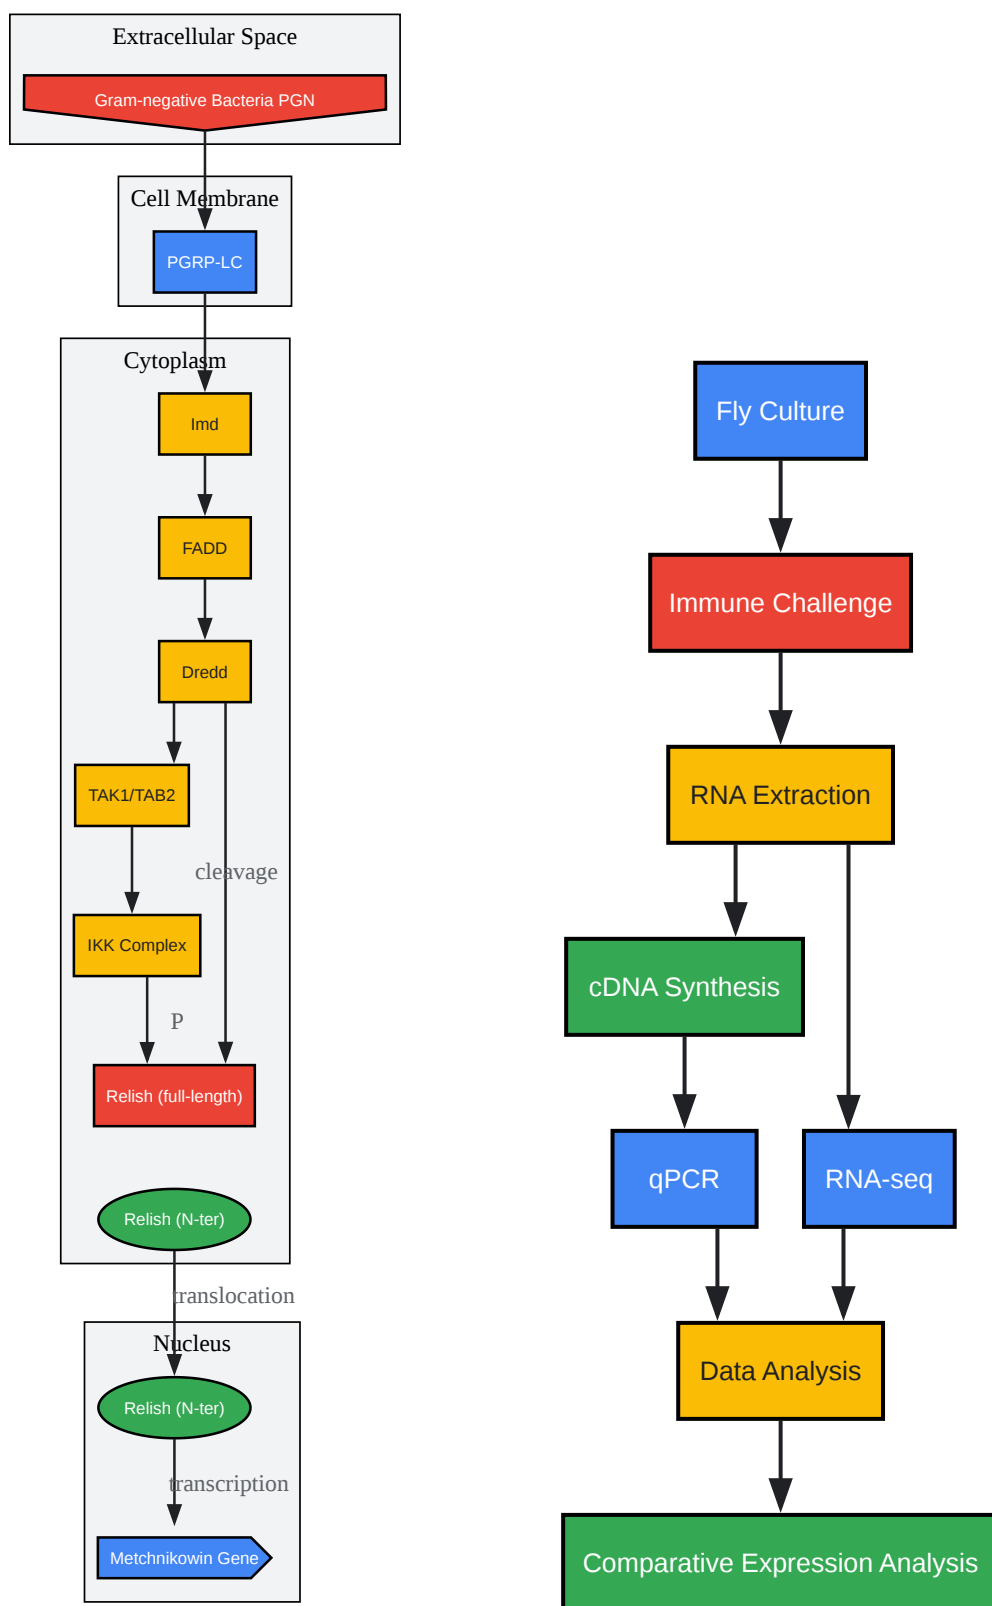 Extracellular Space
Gram-negative Bacteria PGN
Cell Membrane
PGRP-LC
Cytoplasm
Imd
FADD
Dredd
TAK1/TAB2
cleavage
IKK Complex
P
Relish (full-length)
Relish (N-ter)
translocation
Nucleus
Relish (N-ter)
transcription
Metchnikowin Gene
Fly Culture
Immune Challenge
RNA Extraction
cDNA Synthesis
qPCR
RNA-seq
Data Analysis
Comparative Expression Analysis